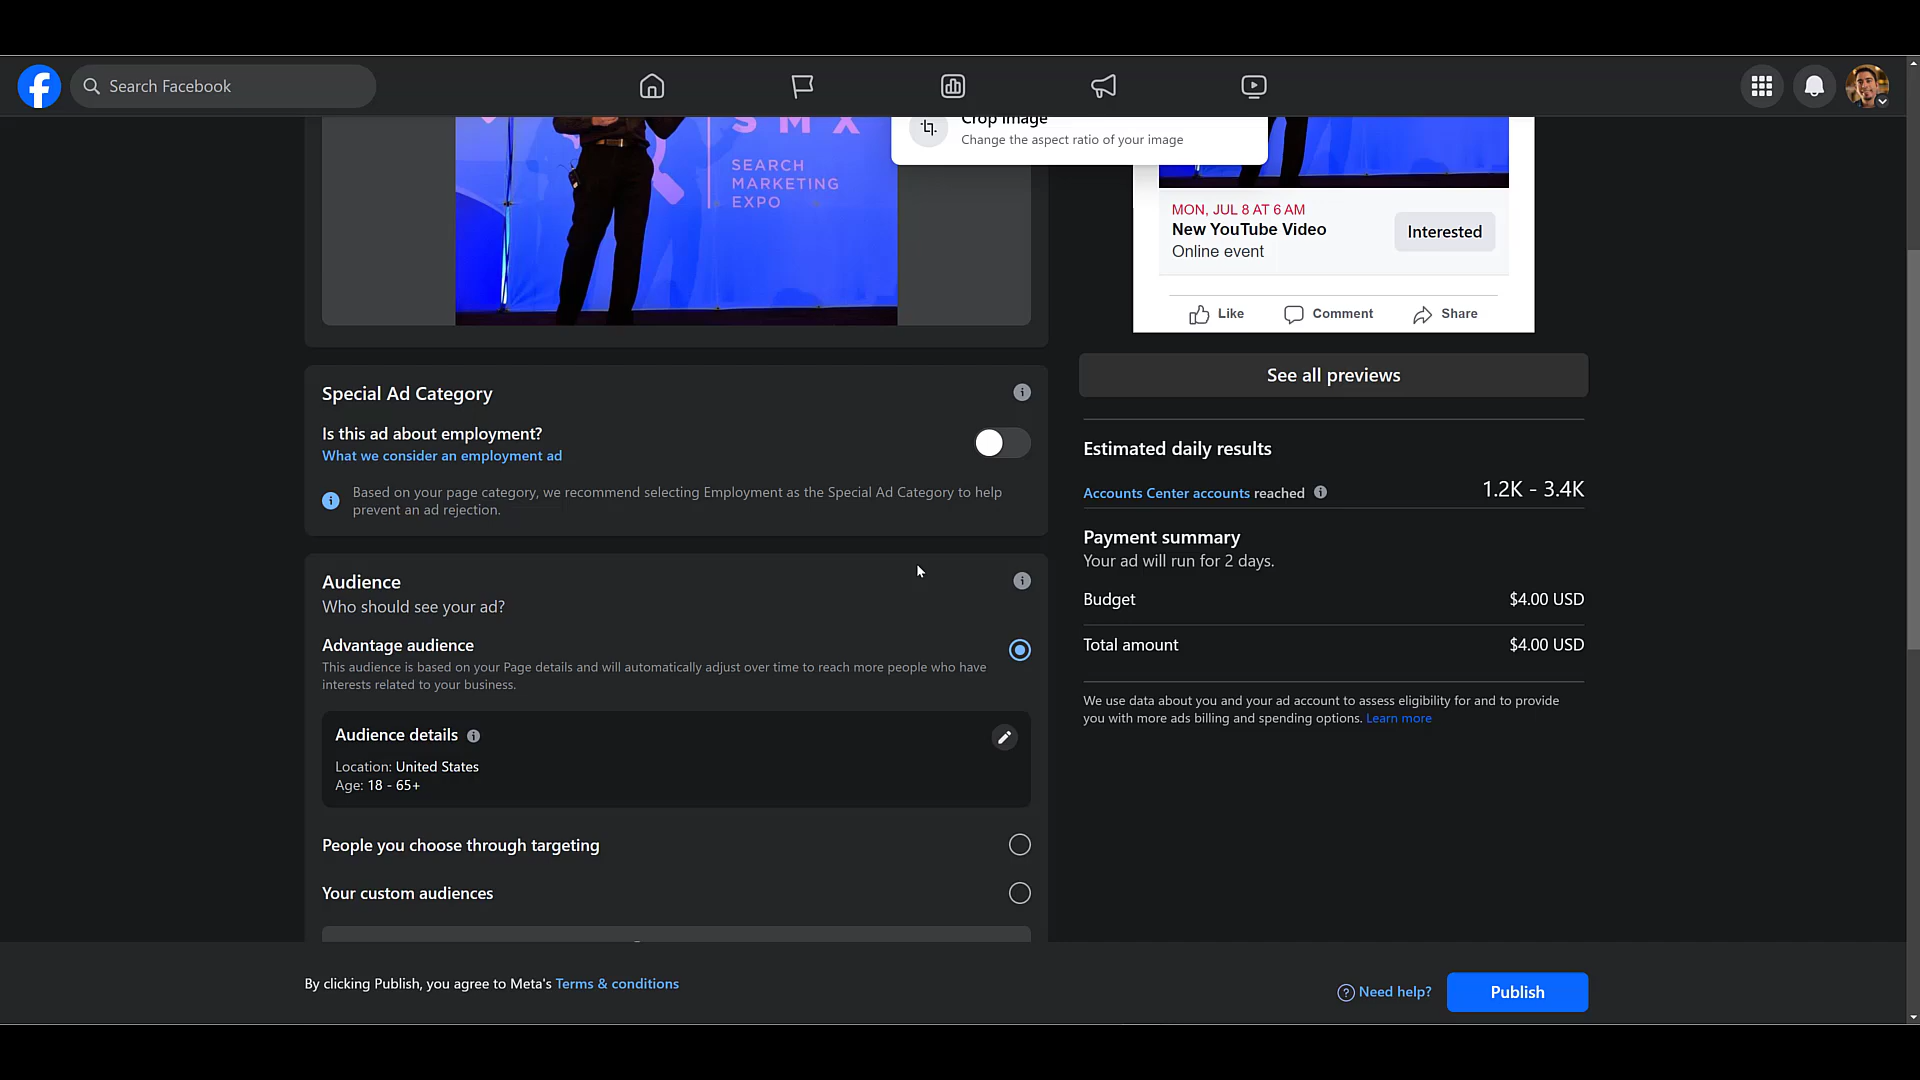 Search Facebook
SMX
SEARCH
MARKETING
EXPO
Crop Image
Change the aspect ratio of your image
MON, JUL 8 AT 6 AM
New YouTube Video
Online event
Interested
Like
Comment
Share
See all previews
Special Ad Category
Is this ad about employment?
What we consider an employment ad
Based on your page category, we recommend selecting Employment as the Special Ad Category to help
prevent an ad rejection.
Audience
Who should see your ad?
Advantage audience
This audience is based on your Page details and will automatically adjust over time to reach more people who have
interests related to your business.
Audience details
Location: United States
Age: 18 - 65+
People you choose through targeting
Your custom audiences
Estimated daily results
Accounts Center accounts reached
1.2K - 3.4K
Payment summary
Your ad will run for 2 days.
Budget
$4.00 USD
Total amount
$4.00 USD
We use data about you and your ad account to assess eligibility for and to provide
you with more ads billing and spending options. Learn more
By clicking Publish, you agree to Meta's Terms & conditions
Need help?
Publish